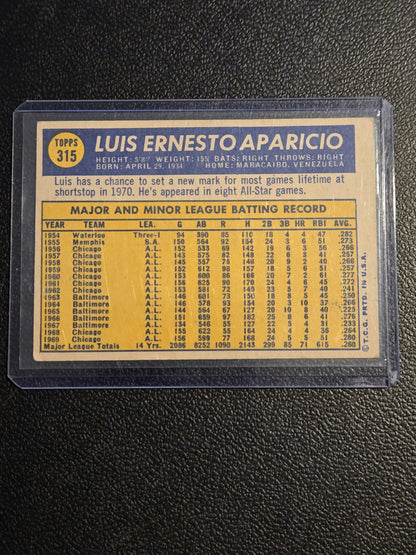 TOPPS
315
LUIS ERNESTO APARICIO
HEIGHT: 5'8" WEIGHT: 155 BATS: RIGHT THROWS: RIGHT
BORN: APRIL 29, 1934 HOME: MARACAIBO, VENEZUELA
Luis has a chance to set a new mark for most games lifetime at
shortstop in 1970. He's appeared in eight All-Star games.
MAJOR AND MINOR LEAGUE BATTING RECORD
YEAR TEAM LEA. G AB R H 2B 3B HR RBI AVG.
1954 Waterloo Three-I 94 390 85 110 18 4 4 47 .282
1955 Memphis S.A. 150 564 92 154 24 3 6 51 .273
1956 Chicago A.L. 152 533 69 142 19 6 3 56 .266
1957 Chicago A.L. 143 575 82 148 22 6 3 41 .257
1958 Chicago A.L. 145 557 76 148 20 9 2 40 .266
1959 Chicago A.L. 152 612 98 157 18 5 6 51 .257
1960 Chicago A.L. 153 600 86 166 20 7 2 61 .277
1961 Chicago A.L. 156 625 90 170 24 4 6 45 .272
1962 Chicago A.L. 153 581 72 140 23 5 7 40 .241
1963 Baltimore A.L. 146 601 73 150 18 8 5 45 .250
1964 Baltimore A.L. 146 578 93 154 20 3 10 37 .266
1965 Baltimore A.L. 144 564 67 127 20 10 8 40 .225
1966 Baltimore A.L. 151 659 97 182 25 8 6 41 .276
1967 Baltimore A.L. 134 546 55 127 22 5 4 31 .233
1968 Chicago A.L. 156 622 55 164 24 4 4 36
1969 Chicago A.L. 156 599 77 168 24 5 4 51 .280
Major League Totals 14 Yrs. 2086 8252 1090 2143 299 85 71 615 .260
© T.C.G. PRTD. IN U.S.A.